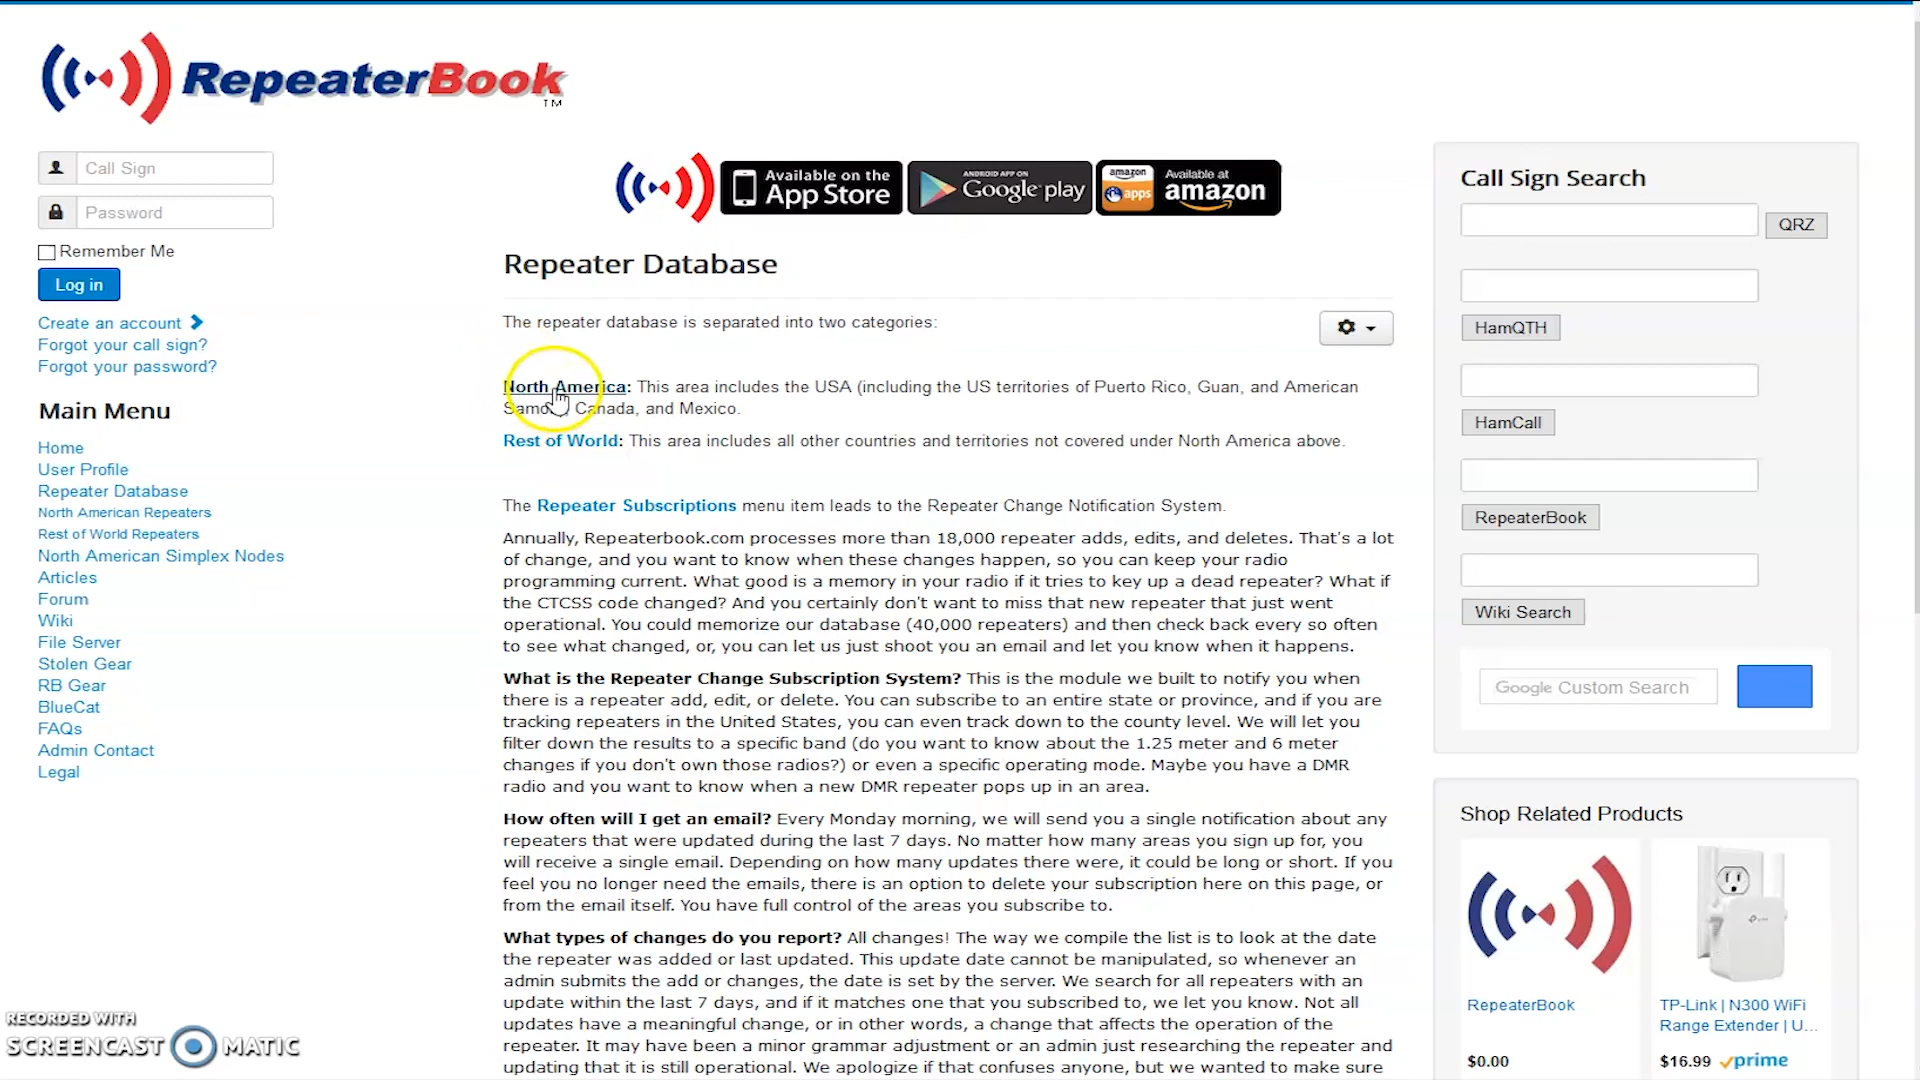 RepeaterBook
TM
Call Sign
Password
Remember Me
Log in
Create an account
Forgot your call sign?
Forgot your password?
Main Menu
Home
User Profile
Repeater Database
North American Repeaters
Rest of World Repeaters
North American Simplex Nodes
Articles
Forum
Wiki
File Server
Stolen Gear
RB Gear
BlueCat
FAQs
Admin Contact
Legal
Available on the
App Store
ANDROID APP ON
Google play
amazon
apps
Available at
amazon
Repeater Database
The repeater database is separated into two categories:
North America: This area includes the USA (including the US territories of Puerto Rico, Guan, and American
Samoa, Canada, and Mexico.
Rest of World: This area includes all other countries and territories not covered under North America above.
The Repeater Subscriptions menu item leads to the Repeater Change Notification System.
Annually, Repeaterbook.com processes more than 18,000 repeater adds, edits, and deletes. That's a lot
of change, and you want to know when these changes happen, so you can keep your radio
programming current. What good is a memory in your radio if it tries to key up a dead repeater? What if
the CTCSS code changed? And you certainly don't want to miss that new repeater that just went
operational. You could memorize our database (40,000 repeaters) and then check back every so often
to see what changed, or, you can let us just shoot you an email and let you know when it happens.
What is the Repeater Change Subscription System? This is the module we built to notify you when
there is a repeater add, edit, or delete. You can subscribe to an entire state or province, and if you are
tracking repeaters in the United States, you can even track down to the county level. We will let you
filter down the results to a specific band (do you want to know about the 1.25 meter and 6 meter
changes if you don't own those radios?) or even a specific operating mode. Maybe you have a DMR
radio and you want to know when a new DMR repeater pops up in an area.
How often will I get an email? Every Monday morning, we will send you a single notification about any
repeaters that were updated during the last 7 days. No matter how many areas you sign up for, you
will receive a single email. Depending on how many updates there were, it could be long or short. If you
feel you no longer need the emails, there is an option to delete your subscription here on this page, or
from the email itself. You have full control of the areas you subscribe to.
What types of changes do you report? All changes! The way we compile the list is to look at the date
the repeater was added or last updated. This update date cannot be manipulated, so whenever an
admin submits the add or changes, the date is set by the server. We search for all repeaters with an
update within the last 7 days, and if it matches one that you subscribed to, we let you know. Not all
updates have a meaningful change, or in other words, a change that affects the operation of the
repeater. It may have been a minor grammar adjustment or an admin just researching the repeater and
updating that it is still operational. We apologize if that confuses anyone, but we wanted to make sure
Call Sign Search
QRZ
HamQTH
HamCall
RepeaterBook
Wiki Search
Google Custom Search
Shop Related Products
RepeaterBook
$0.00
TP-Link | N300 WiFi
Range Extender | U...
$16.99 prime
RECORDED WITH
SCREENCAST MATIC